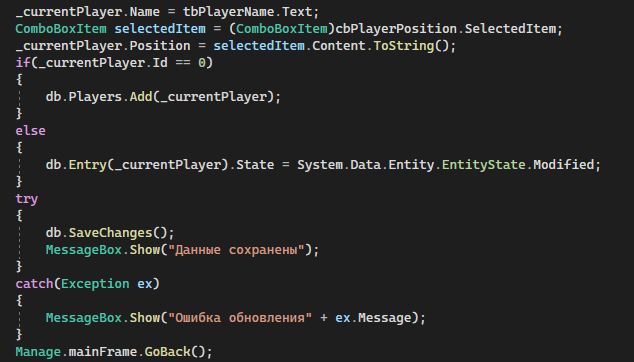 _currentPlayer.Name = tbPlayerName.Text;
ComboBoxItem selectedItem = (ComboBoxItem)cbPlayerPosition.SelectedItem;
_currentPlayer.Position = selectedItem.Content.ToString();
if(_currentPlayer.Id == 0)
{
    db.Players.Add(_currentPlayer);
}
else
{
    db.Entry(_currentPlayer).State = System.Data.Entity.EntityState.Modified;
}
try
{
    db.SaveChanges();
    MessageBox.Show("Данные сохранены");
}
catch(Exception ex)
{
    MessageBox.Show("Ошибка обновления" + ex.Message);
}
Manage.mainFrame.GoBack();